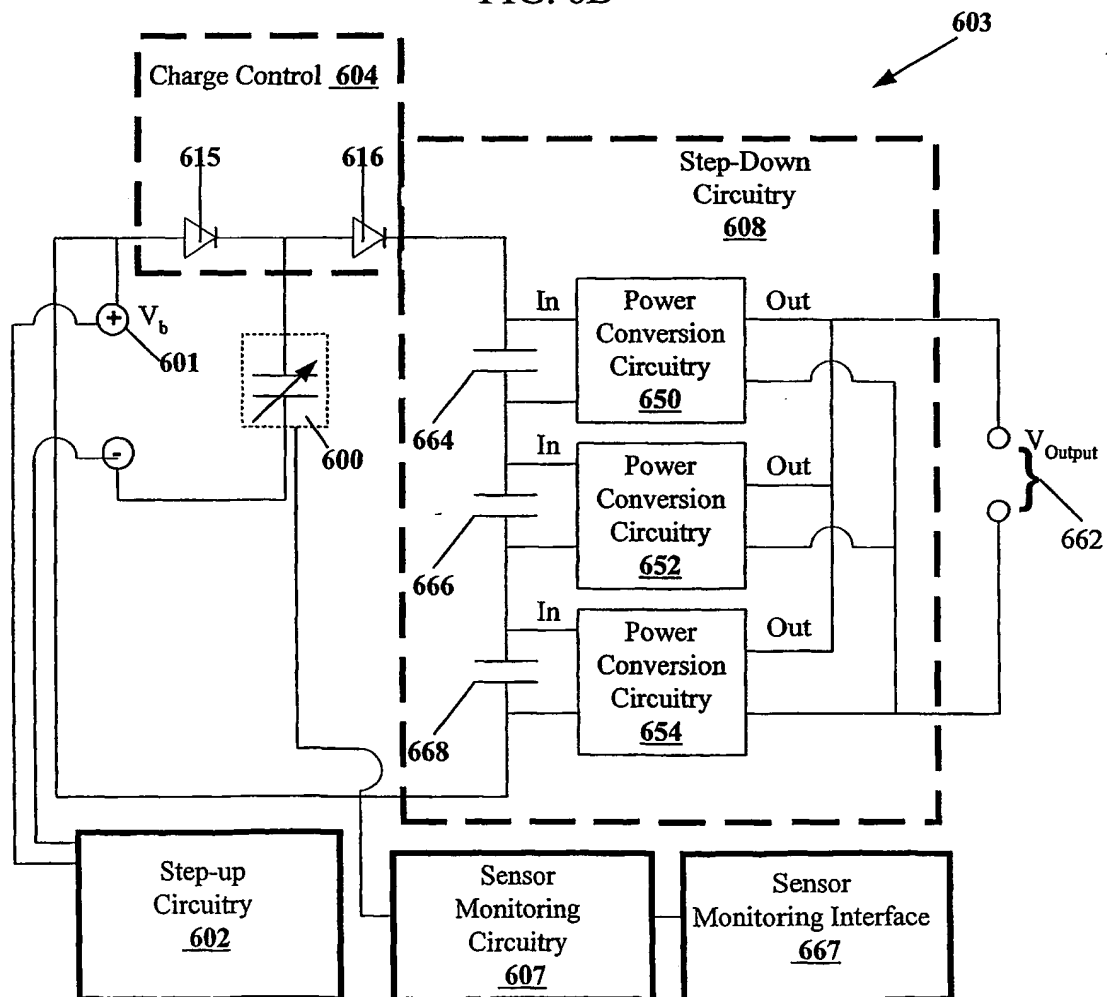 603
Charge Control 604
615
616
Step-Down
Circuitry
608
In
Power
Conversion
Circuitry
650
Out
+
Vb
601
600
664
VOutput
662
In
Power
Conversion
Circuitry
652
Out
-
666
In
Power
Conversion
Circuitry
654
Out
668
Step-up
Circuitry
602
Sensor
Monitoring
Circuitry
607
Sensor
Monitoring Interface
667